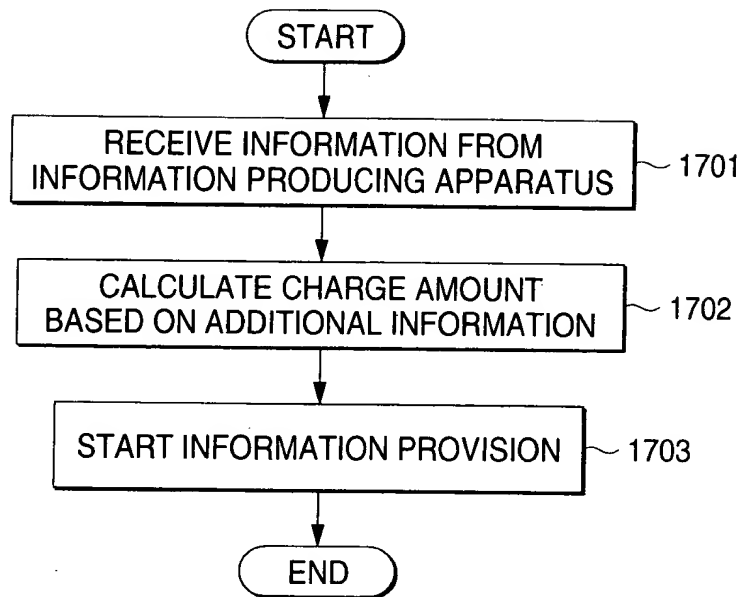 START
RECEIVE INFORMATION FROM
INFORMATION PRODUCING APPARATUS
1701
CALCULATE CHARGE AMOUNT
BASED ON ADDITIONAL INFORMATION
1702
START INFORMATION PROVISION
1703
END